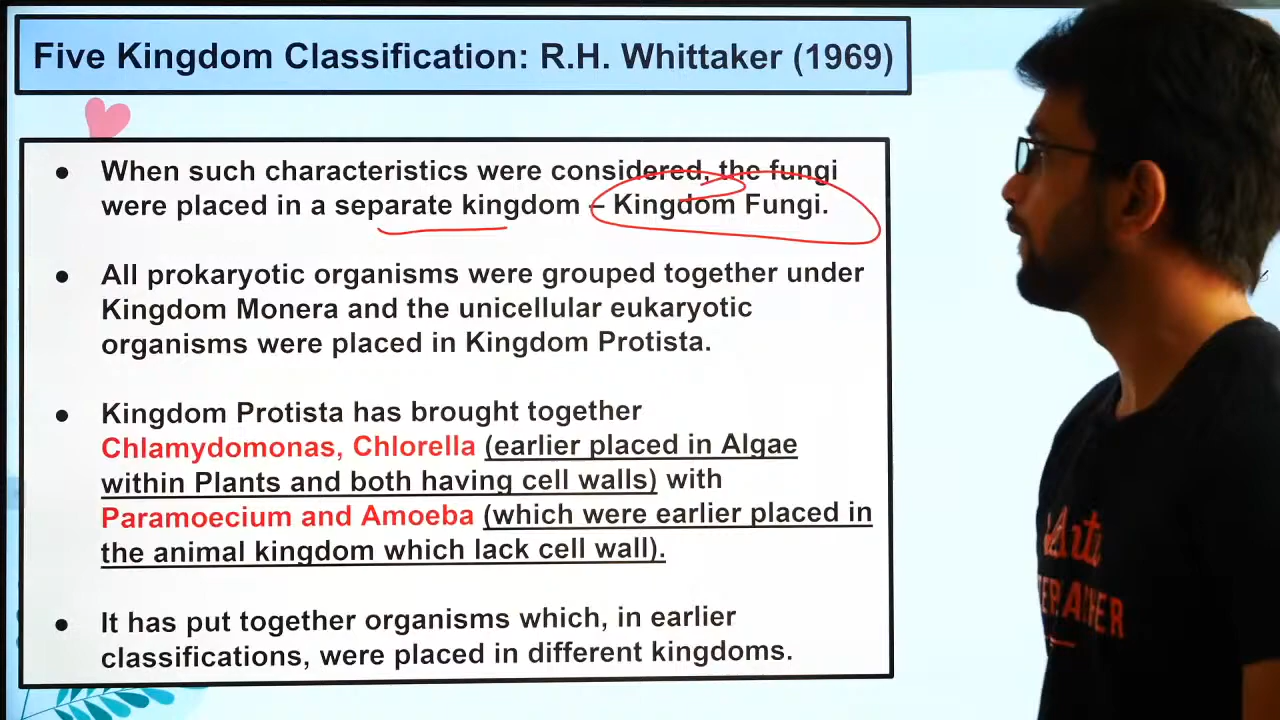 Five Kingdom Classification: R.H. Whittaker (1969)
● When such characteristics were considered, the fungi
were placed in a separate kingdom – Kingdom Fungi.
● All prokaryotic organisms were grouped together under
Kingdom Monera and the unicellular eukaryotic
organisms were placed in Kingdom Protista.
● Kingdom Protista has brought together
Chlamydomonas, Chlorella (earlier placed in Algae
within Plants and both having cell walls) with
Paramoecium and Amoeba (which were earlier placed in
the animal kingdom which lack cell wall).
● It has put together organisms which, in earlier
classifications, were placed in different kingdoms.